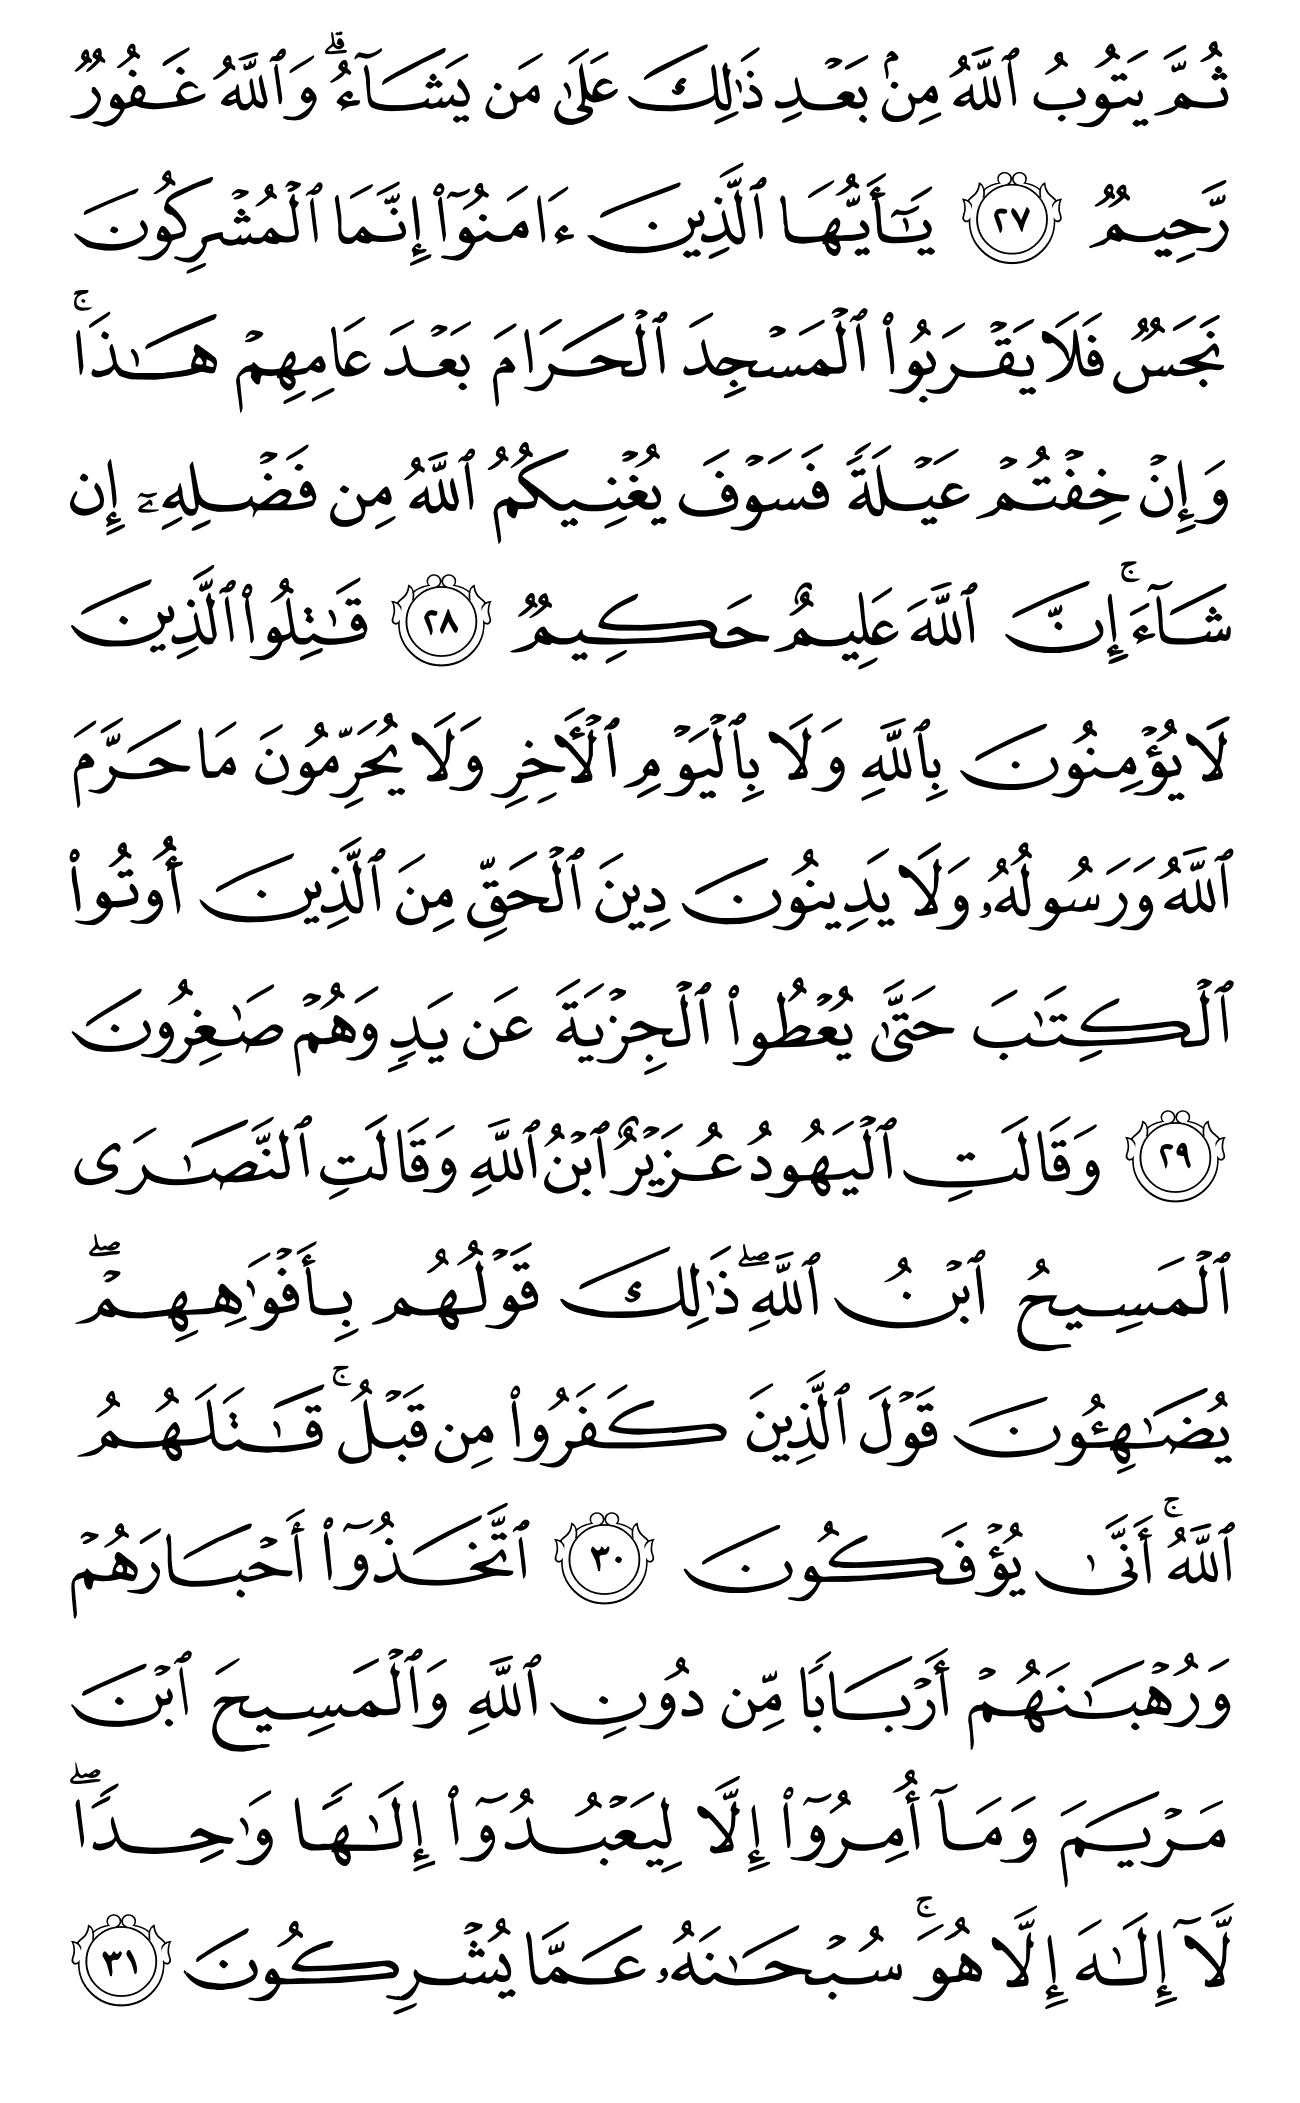 ثُمَّ يَتُوبُ ٱللَّهُ مِنۢ بَعۡدِ ذَٰلِكَ عَلَىٰ مَن يَشَآءُۗ وَٱللَّهُ غَفُورٞ
رَّحِيمٞ ٢٧ يَٰٓأَيُّهَا ٱلَّذِينَ ءَامَنُوٓاْ إِنَّمَا ٱلۡمُشۡرِكُونَ
نَجَسٞ فَلَا يَقۡرَبُواْ ٱلۡمَسۡجِدَ ٱلۡحَرَامَ بَعۡدَ عَامِهِمۡ هَٰذَاۚ
وَإِنۡ خِفۡتُمۡ عَيۡلَةٗ فَسَوۡفَ يُغۡنِيكُمُ ٱللَّهُ مِن فَضۡلِهِۦٓ إِن
شَآءَۚ إِنَّ ٱللَّهَ عَلِيمٌ حَكِيمٞ ٢٨ قَٰتِلُواْ ٱلَّذِينَ
لَا يُؤۡمِنُونَ بِٱللَّهِ وَلَا بِٱلۡيَوۡمِ ٱلۡأٓخِرِ وَلَا يُحَرِّمُونَ مَا حَرَّمَ
ٱللَّهُ وَرَسُولُهُۥ وَلَا يَدِينُونَ دِينَ ٱلۡحَقِّ مِنَ ٱلَّذِينَ أُوتُواْ
ٱلۡكِتَٰبَ حَتَّىٰ يُعۡطُواْ ٱلۡجِزۡيَةَ عَن يَدٖ وَهُمۡ صَٰغِرُونَ
٢٩ وَقَالَتِ ٱلۡيَهُودُ عُزَيۡرٌ ٱبۡنُ ٱللَّهِ وَقَالَتِ ٱلنَّصَٰرَى
ٱلۡمَسِيحُ ٱبۡنُ ٱللَّهِۖ ذَٰلِكَ قَوۡلُهُم بِأَفۡوَٰهِهِمۡۖ
يُضَٰهِـُٔونَ قَوۡلَ ٱلَّذِينَ كَفَرُواْ مِن قَبۡلُۚ قَٰتَلَهُمُ
ٱللَّهُۚ أَنَّىٰ يُؤۡفَكُونَ ٣٠ ٱتَّخَذُوٓاْ أَحۡبَارَهُمۡ
وَرُهۡبَٰنَهُمۡ أَرۡبَابٗا مِّن دُونِ ٱللَّهِ وَٱلۡمَسِيحَ ٱبۡنَ
مَرۡيَمَ وَمَآ أُمِرُوٓاْ إِلَّا لِيَعۡبُدُوٓاْ إِلَٰهٗا وَٰحِدٗاۖ
لَّآ إِلَٰهَ إِلَّا هُوَۚ سُبۡحَٰنَهُۥ عَمَّا يُشۡرِكُونَ ٣١